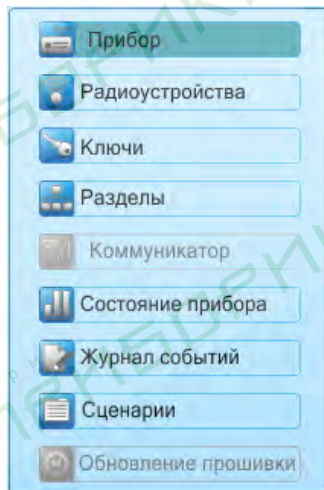 Прибор
Радиоустройства
Ключи
Разделы
Коммуникатор
Состояние прибора
Журнал событий
Сценарии
Обновление прошивки